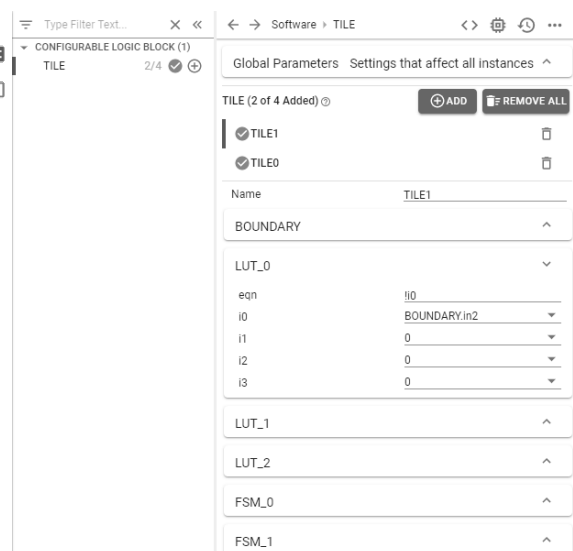 Type Filter Text...
CONFIGURABLE LOGIC BLOCK (1)
TILE 2/4
Software TILE
Global Parameters Settings that affect all instances
TILE (2 of 4 Added)
ADD
REMOVE ALL
TILE1
TILE0
Name TILE1
BOUNDARY
LUT_0
eqn !i0
i0 BOUNDARY.in2
i1 0
i2 0
i3 0
LUT_1
LUT_2
FSM_0
FSM_1